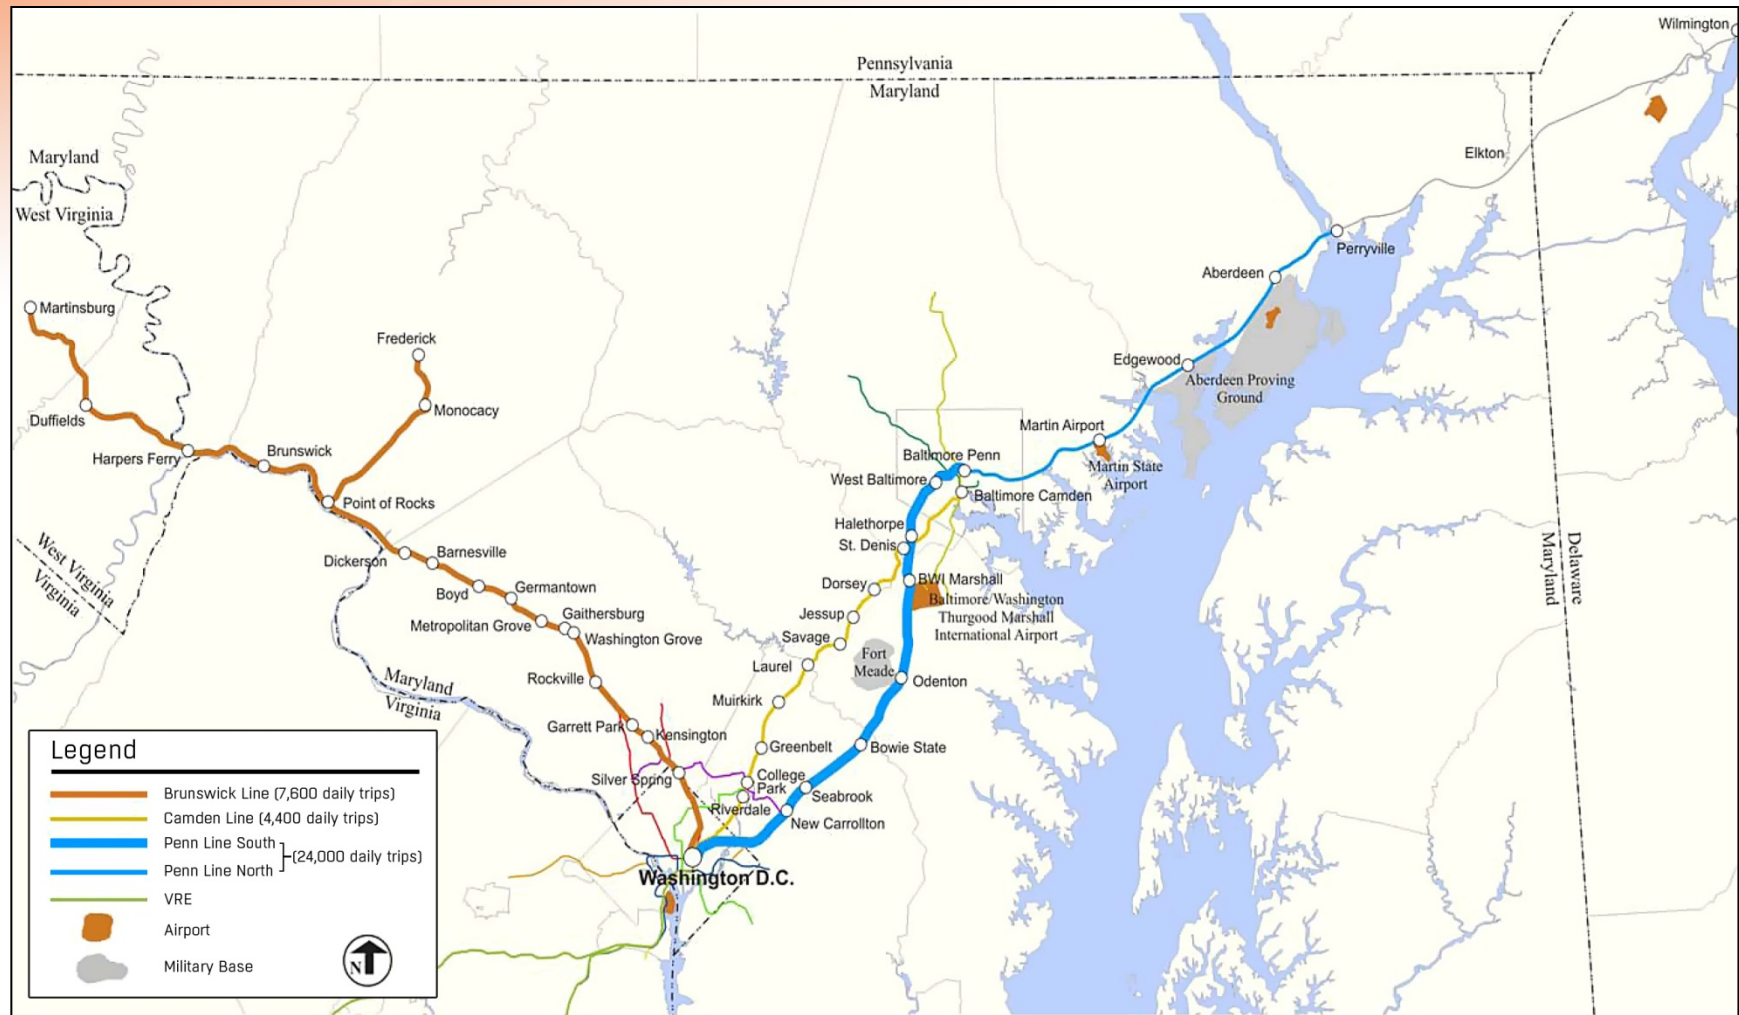 Wilmington
Pennsylvania
Maryland
Elkton
Maryland
West Virginia
Perryville
Aberdeen
Martinsburg
Frederick
Edgewood
Aberdeen Proving
Ground
Monocacy
Duffields
Martin Airport
Harpers Ferry
Brunswick
Baltimore Penn
Martin State
Airport
West Baltimore
Baltimore Camden
Point of Rocks
Halethorpe
St. Denis
Dickerson
Barnesville
West Virginia
Virginia
Delaware
Maryland
Dorsey
BWI Marshall
Baltimore/Washington
Thurgood Marshall
International Airport
Boyd
Germantown
Jessup
Gaithersburg
Metropolitan Grove
Washington Grove
Savage
Fort
Meade
Laurel
Rockville
Odenton
Maryland
Virginia
Muirkirk
Garrett Park
Kensington
Greenbelt
Bowie State
Silver Spring
College
Park
Seabrook
Riverdale
New Carrollton
Washington D.C.
Legend
Brunswick Line (7,600 daily trips)
Camden Line (4,400 daily trips)
Penn Line South
(24,000 daily trips)
Penn Line North
VRE
Airport
Military Base
N